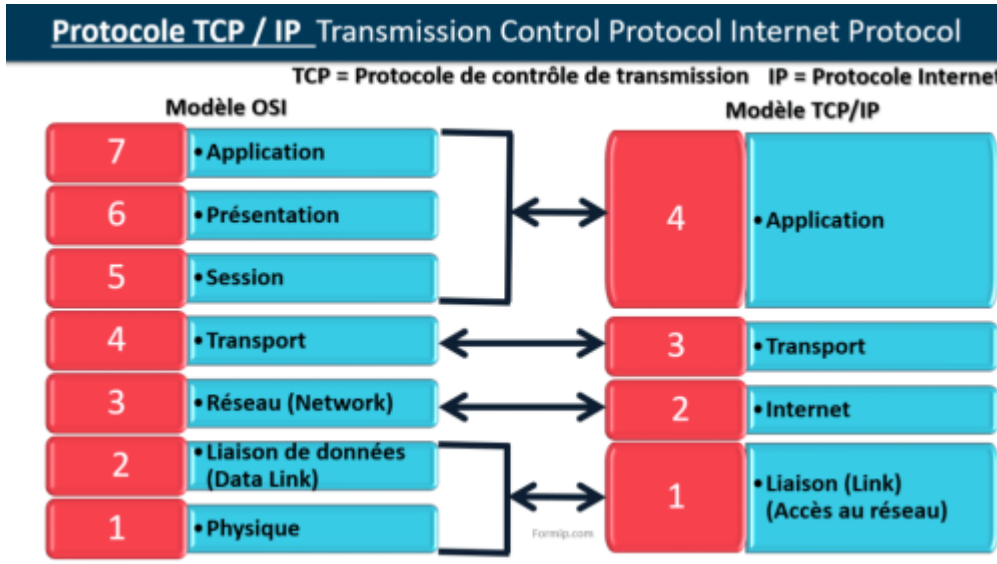 Protocole TCP / IP Transmission Control Protocol Internet Protocol
TCP = Protocole de contrôle de transmission IP = Protocole Internet
Modèle OSI
Modèle TCP/IP
7
• Application
6
• Présentation
5
• Session
4
• Transport
3
• Réseau (Network)
2
• Liaison de données
(Data Link)
1
• Physique
4
• Application
3
• Transport
2
• Internet
1
• Liaison (Link)
(Accès au réseau)
Formip.com